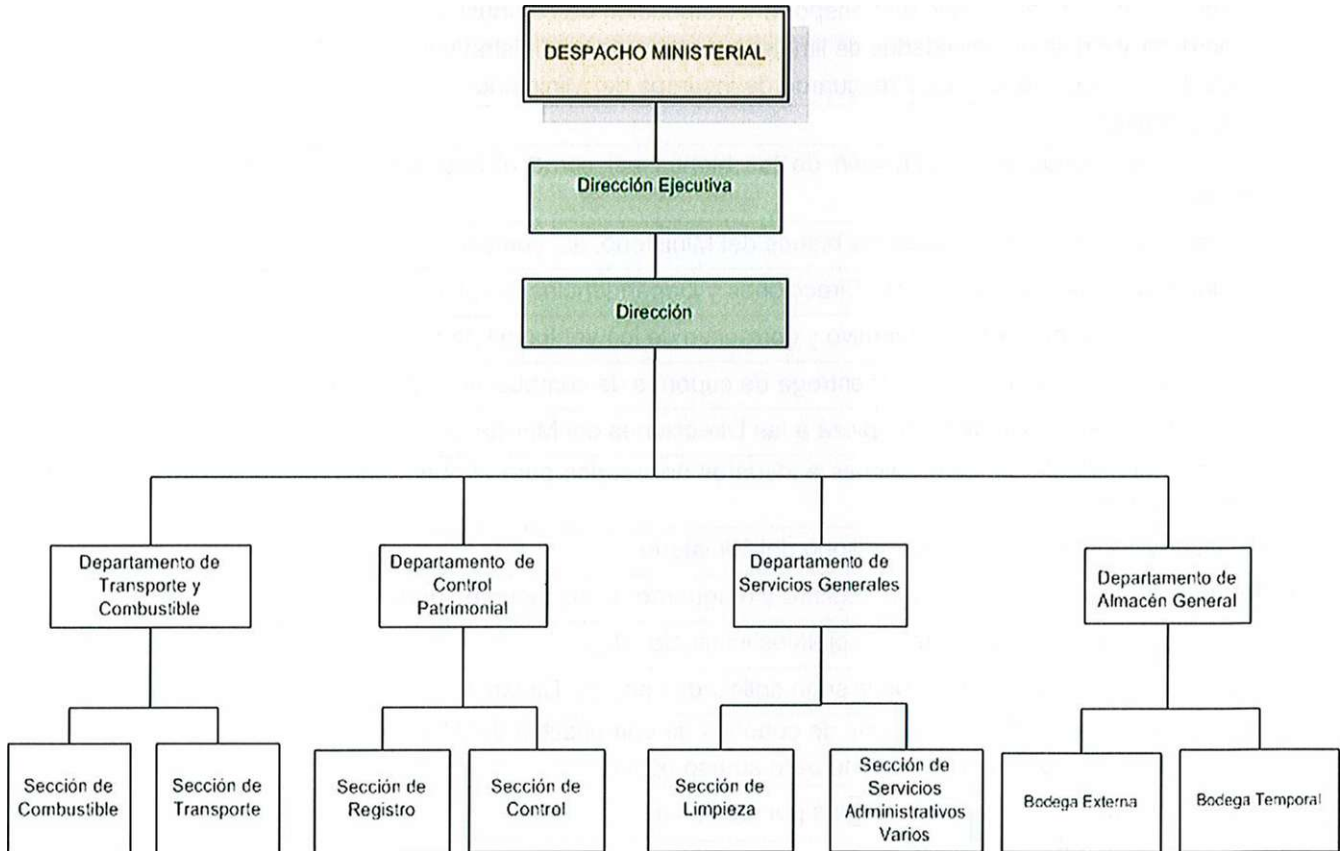 DESPACHO MINISTERIAL
Dirección Ejecutiva
Dirección
Departamento de
Transporte y
Combustible
Departamento de
Control
Patrimonial
Departamento de
Servicios Generales
Departamento de
Almacén General
Sección de
Combustible
Sección de
Transporte
Sección de
Registro
Sección de
Control
Sección de
Limpieza
Sección de
Servicios
Administrativos
Varios
Bodega Externa
Bodega Temporal